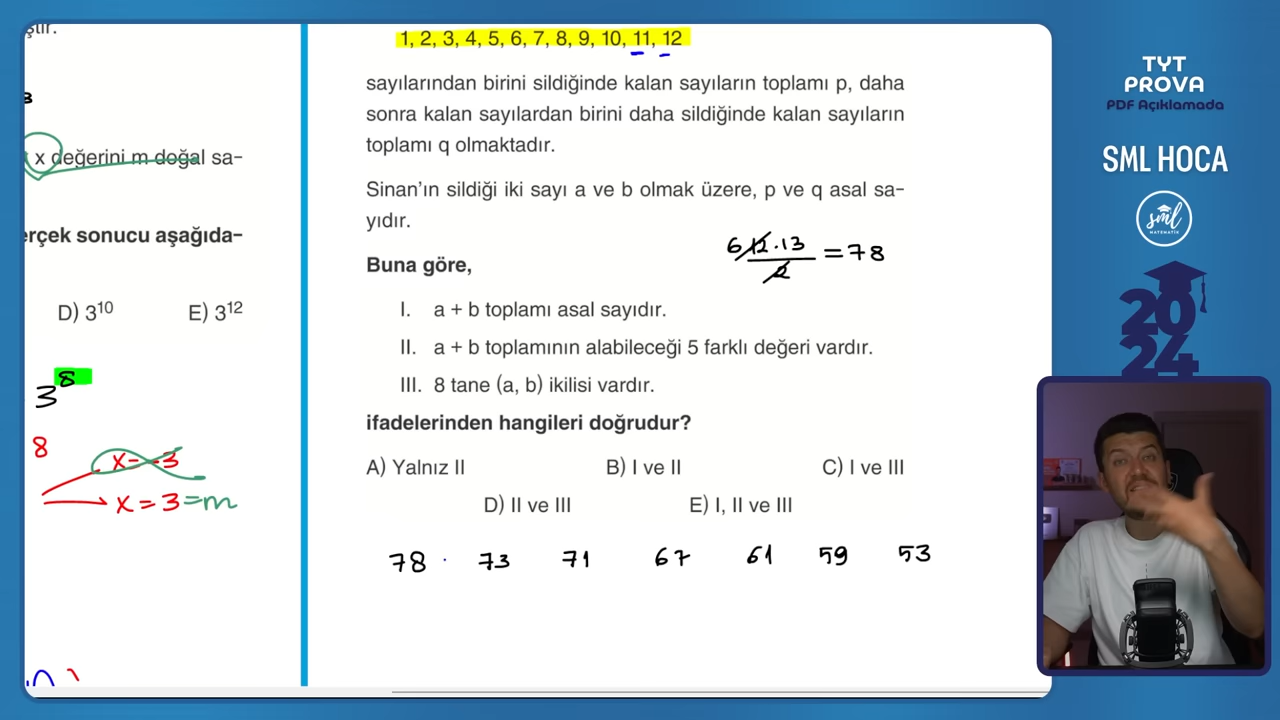 ştir.
x değerini m doğal sa-
erçek sonucu aşağıda-
D) 3¹⁰ E) 3¹²
3⁸
8
x=-3
x=3=m
1, 2, 3, 4, 5, 6, 7, 8, 9, 10, 11, 12
sayılarından birini sildiğinde kalan sayıların toplamı p, daha
sonra kalan sayılardan birini daha sildiğinde kalan sayıların
toplamı q olmaktadır.
Sinan'ın sildiği iki sayı a ve b olmak üzere, p ve q asal sa-
yıdır.
6 12.13/2 = 78
Buna göre,
I. a + b toplamı asal sayıdır.
II. a + b toplamının alabileceği 5 farklı değeri vardır.
III. 8 tane (a, b) ikilisi vardır.
ifadelerinden hangileri doğrudur?
A) Yalnız II B) I ve II C) I ve III
D) II ve III E) I, II ve III
78 73 71 67 61 59 53
TYT
PROVA
PDF Açıklamada
SML HOCA
sml
MATEMATİK
2024